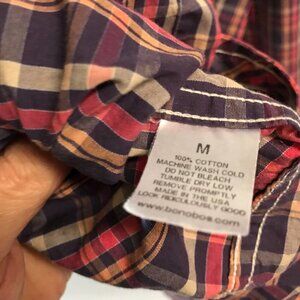 M
100% COTTON
MACHINE WASH COLD
DO NOT BLEACH
TUMBLE DRY LOW
REMOVE PROMPTLY
MADE IN THE USA
LOOK RIDICULOUSLY GOOD
www.bonobos.com